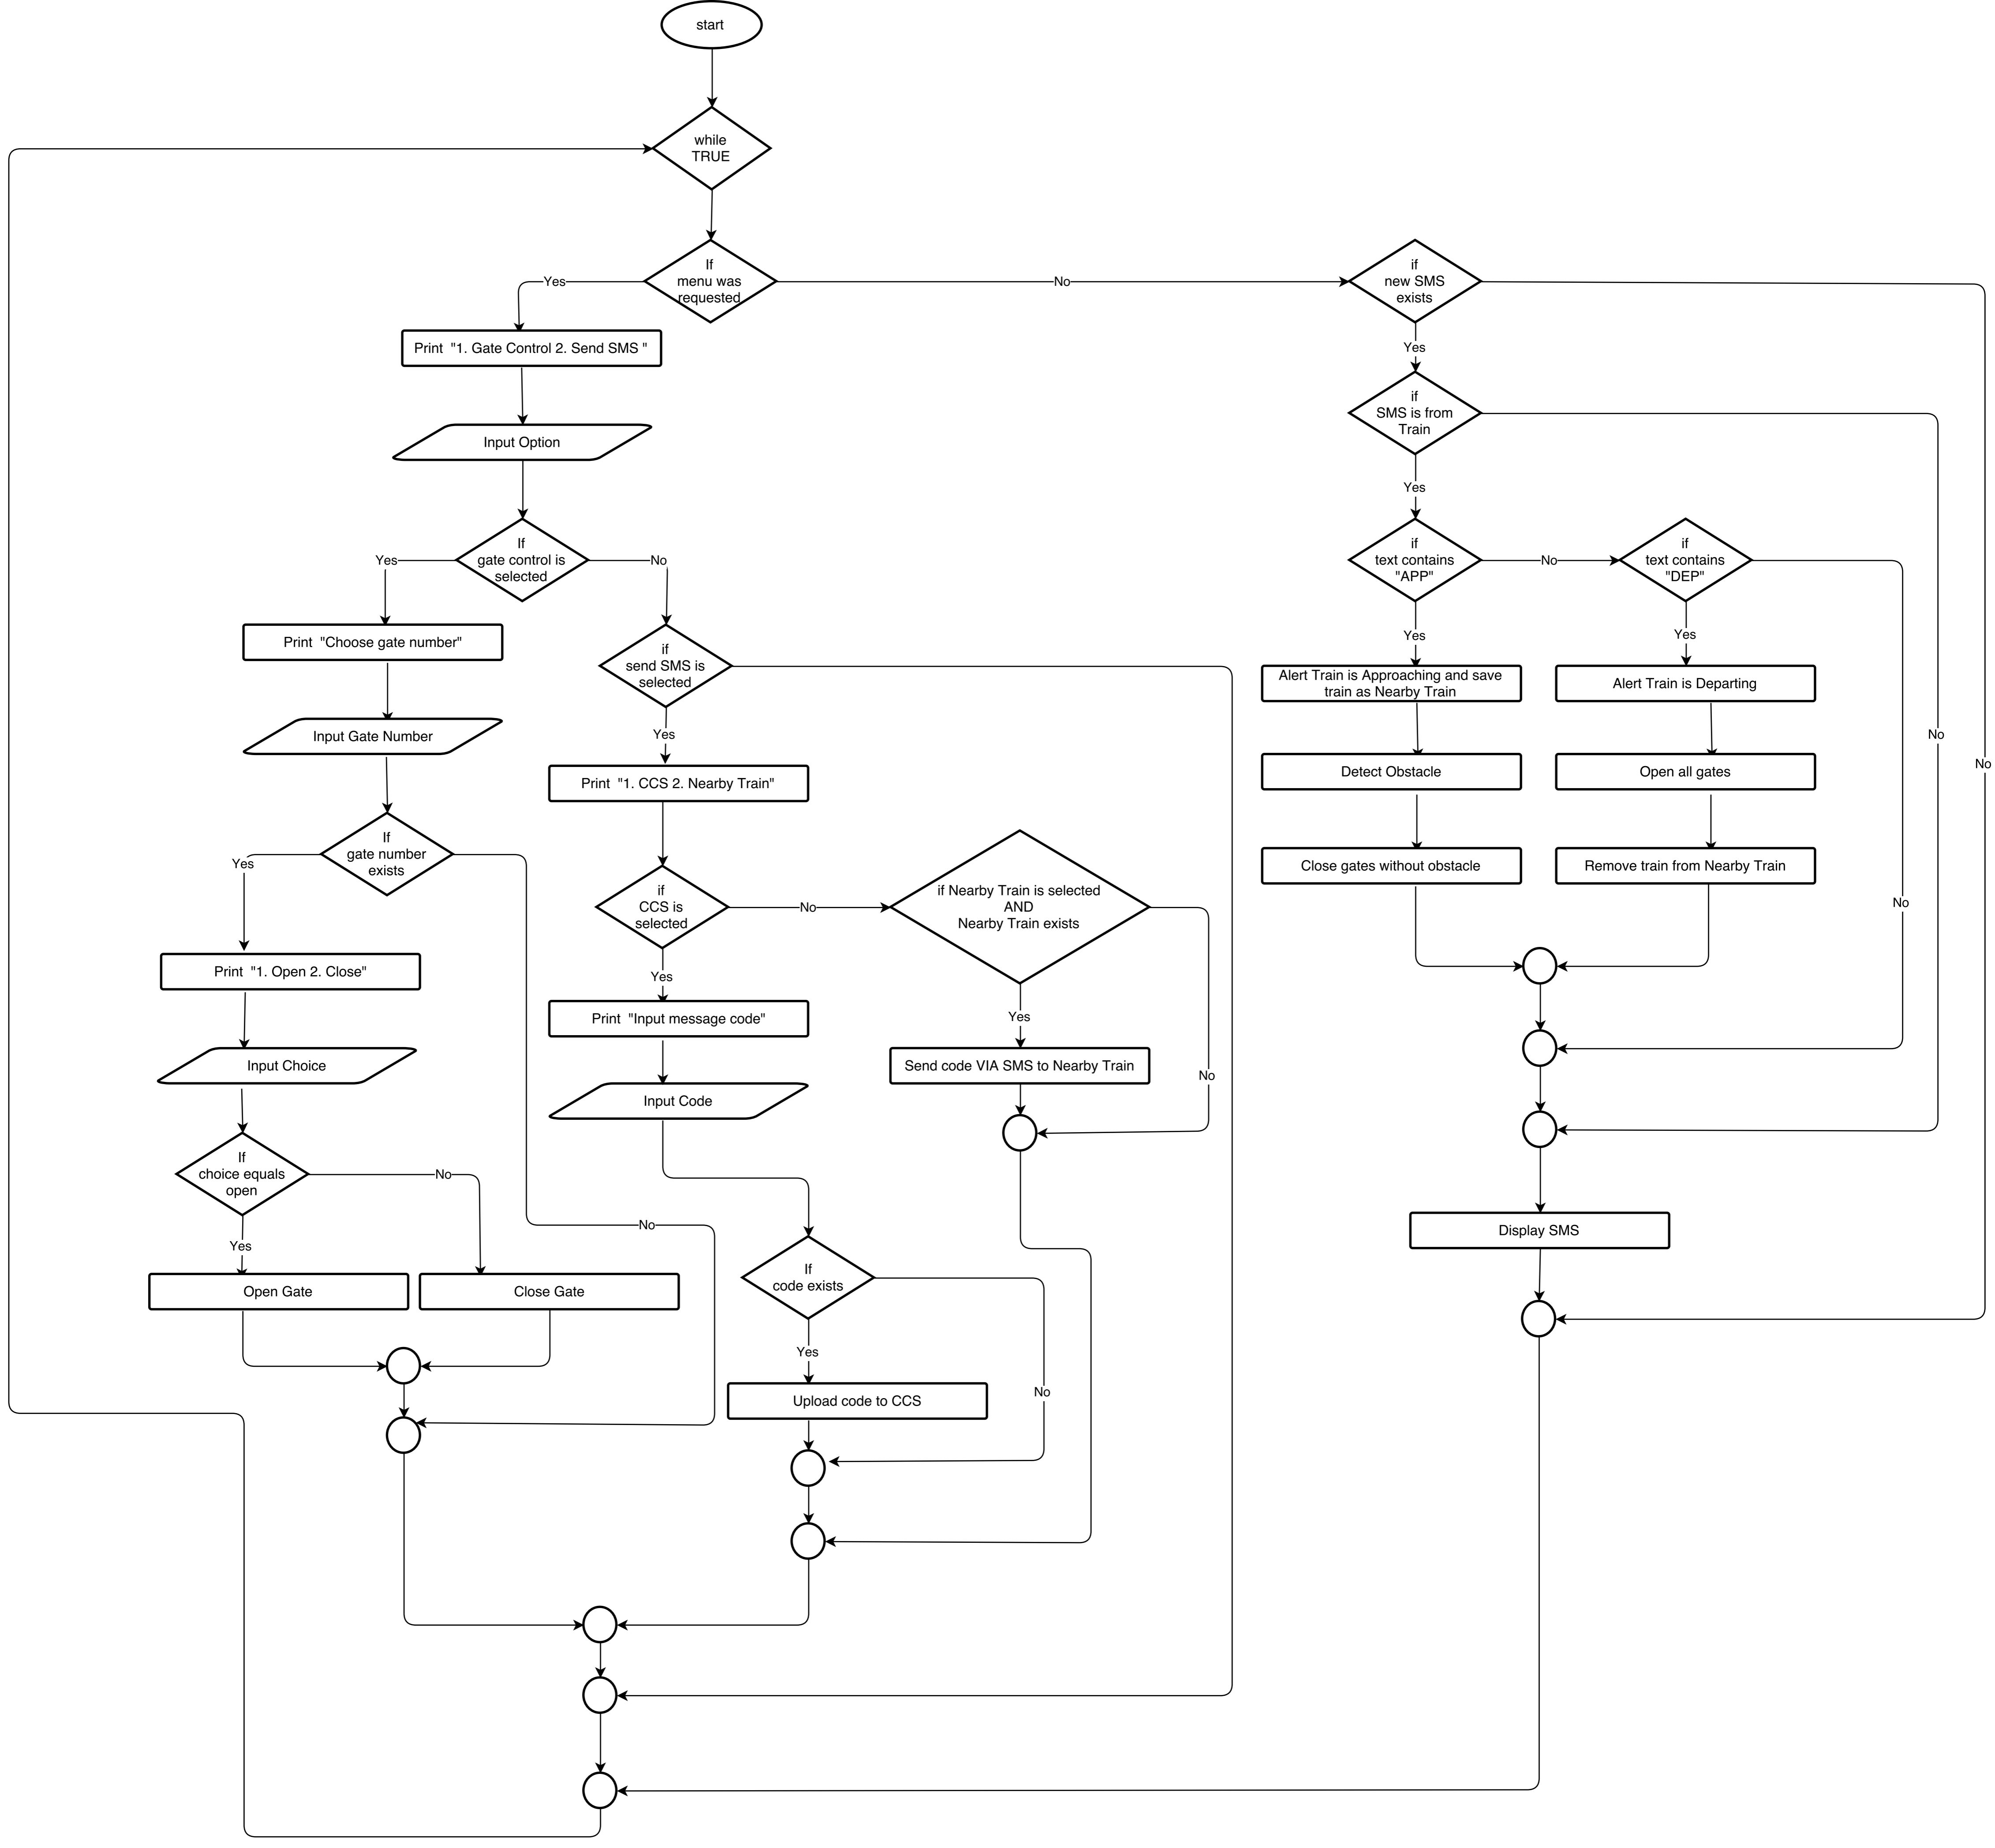 start
while
TRUE
If
menu was
requested
Yes
No
if
new SMS
exists
Print  "1. Gate Control 2. Send SMS "
Yes
if
SMS is from
Train
Input Option
Yes
If
gate control is
selected
Yes
No
if
text contains
"APP"
No
if
text contains
"DEP"
Print  "Choose gate number"
if
send SMS is
selected
Yes
Yes
Alert Train is Approaching and save
train as Nearby Train
Alert Train is Departing
Input Gate Number
Yes
No
No
Print  "1. CCS 2. Nearby Train"
Detect Obstacle
Open all gates
If
gate number
exists
Yes
Close gates without obstacle
Remove train from Nearby Train
if
CCS is
selected
No
if Nearby Train is selected
AND
Nearby Train exists
No
Print  "1. Open 2. Close"
Yes
Print  "Input message code"
Yes
Input Choice
Send code VIA SMS to Nearby Train
No
Input Code
If
choice equals
open
No
No
Yes
Display SMS
Open Gate
Close Gate
If
code exists
Yes
No
Upload code to CCS